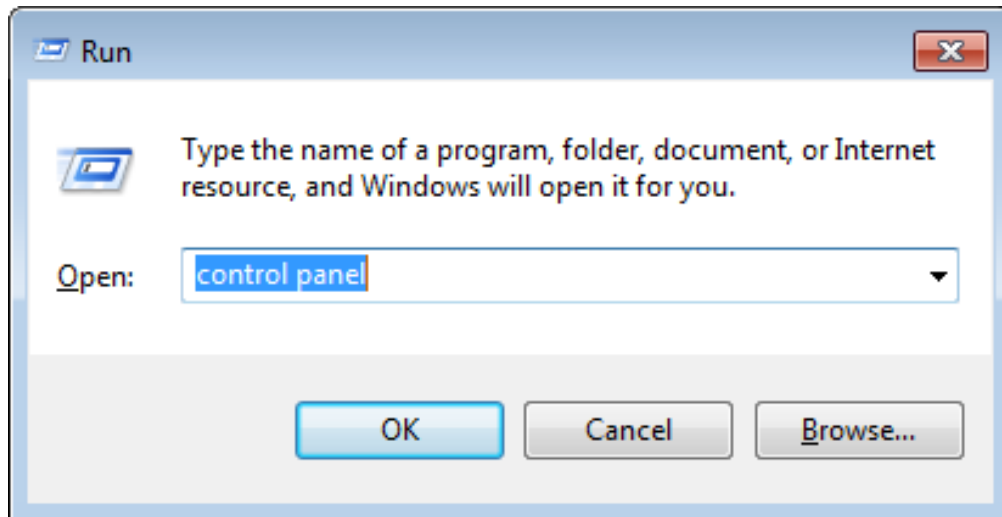 Run
Type the name of a program, folder, document, or Internet
resource, and Windows will open it for you.
Open: control panel
OK Cancel Browse...